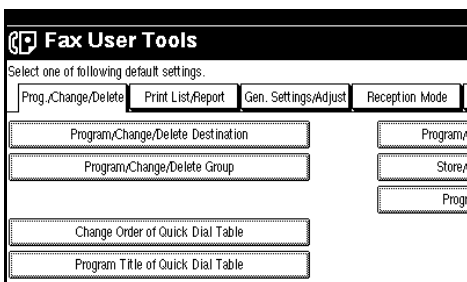 Fax User Tools
Select one of following default settings.
Prog./Change/Delete Print List/Report Gen. Settings/Adjust Reception Mode
Program/Change/Delete Destination Program/
Program/Change/Delete Group Store/
Progr
Change Order of Quick Dial Table
Program Title of Quick Dial Table